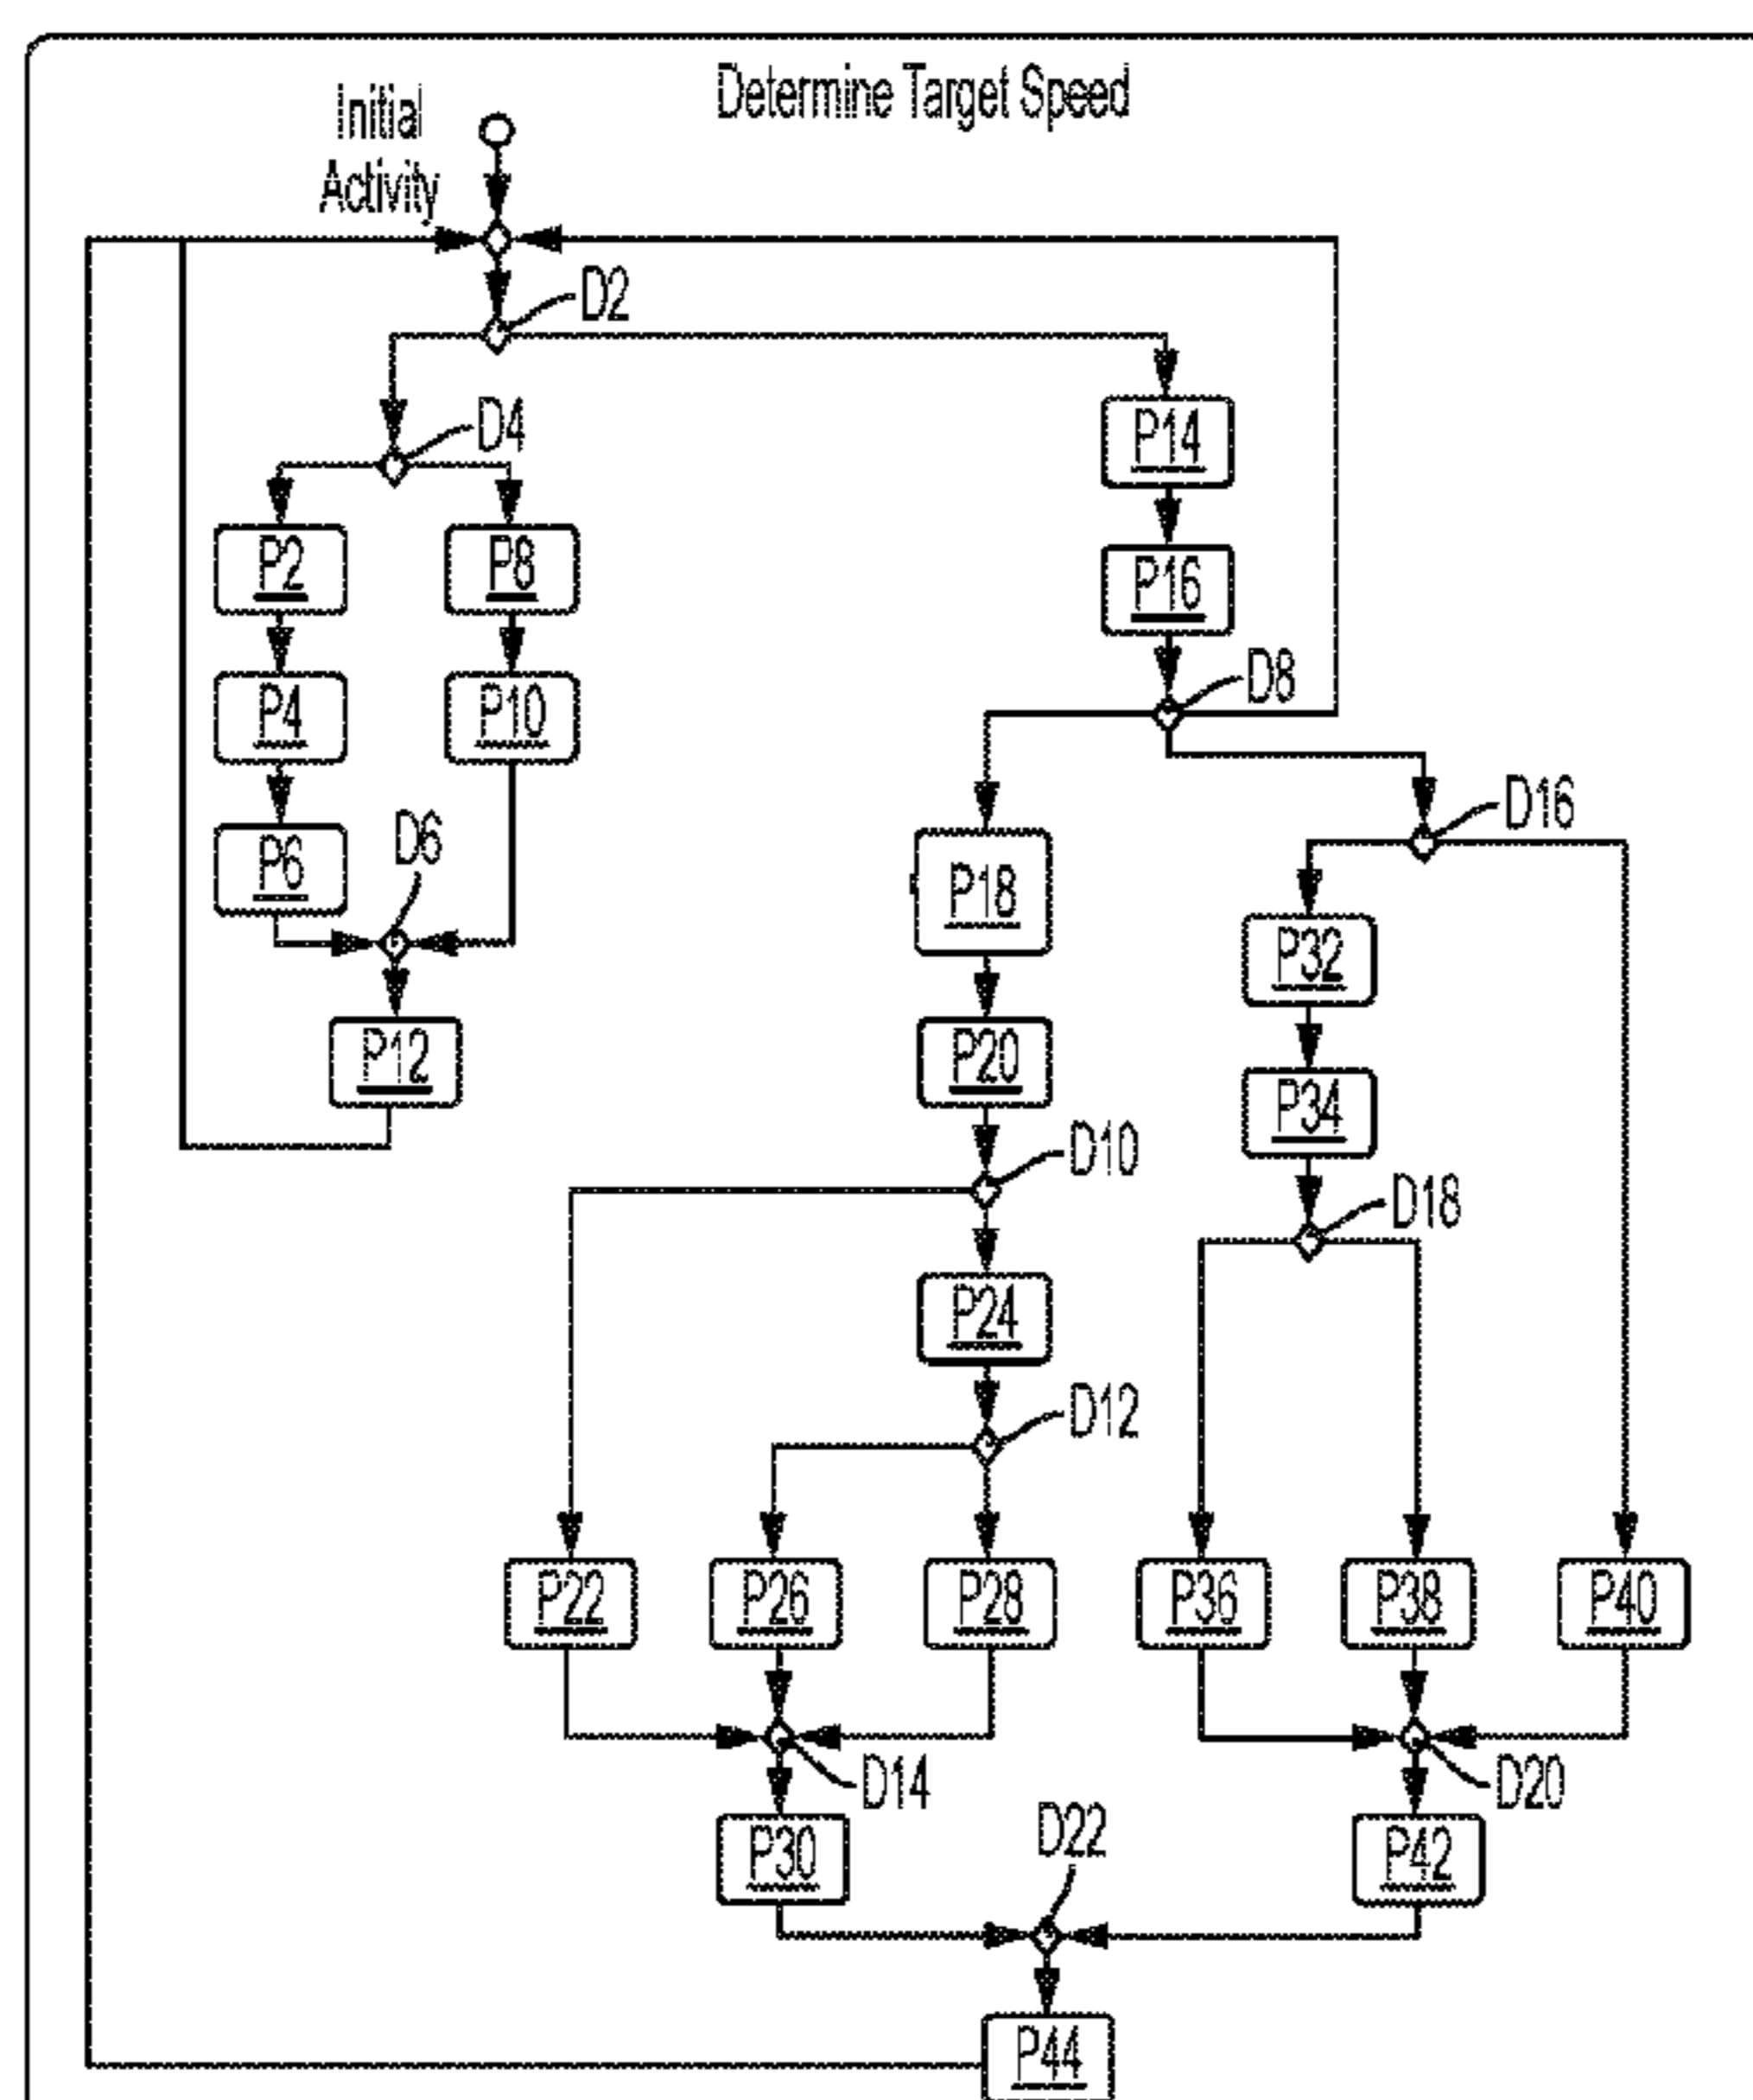 Determine Target Speed
Initial
Activity
D2
D4
P14
P2
P8
P16
D8
P4
P10
D16
D6
P6
P18
P32
P12
P20
P34
D10
D18
P24
D12
P22
P26
P28
P36
P38
P40
D14
D20
P30
D22
P42
P44